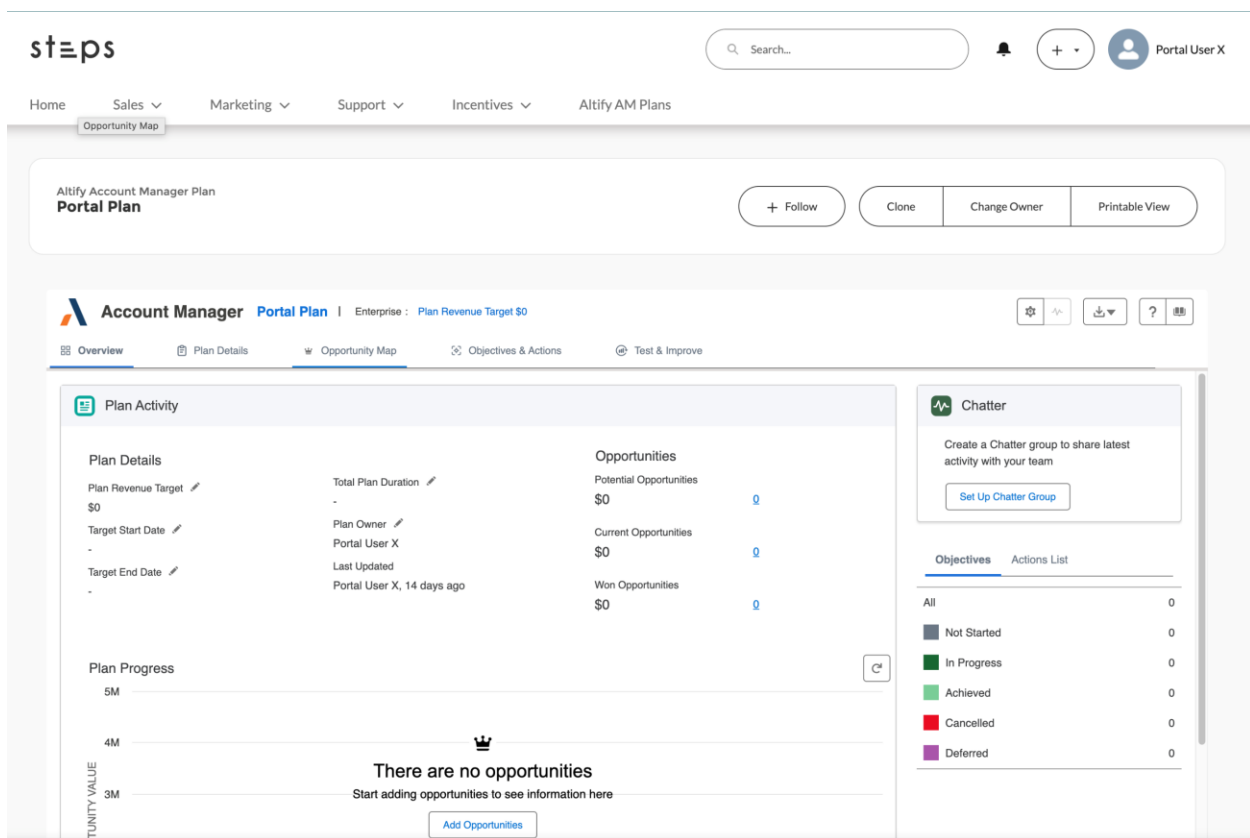 steps
Search...
+
Portal User X
Home Sales Marketing Support Incentives Altify AM Plans
Opportunity Map
Altify Account Manager Plan
Portal Plan
+ Follow
Clone
Change Owner
Printable View
Account Manager Portal Plan | Enterprise : Plan Revenue Target $0
?
Overview Plan Details Opportunity Map Objectives & Actions Test & Improve
Plan Activity
Plan Details
Plan Revenue Target
$0
Target Start Date
-
Target End Date
-
Total Plan Duration
-
Plan Owner
Portal User X
Last Updated
Portal User X, 14 days ago
Opportunities
Potential Opportunities
$0 0
Current Opportunities
$0 0
Won Opportunities
$0 0
Plan Progress
5M
4M
3M
TUNITY VALUE
There are no opportunities
Start adding opportunities to see information here
Add Opportunities
Chatter
Create a Chatter group to share latest
activity with your team
Set Up Chatter Group
Objectives Actions List
All 0
Not Started 0
In Progress 0
Achieved 0
Cancelled 0
Deferred 0